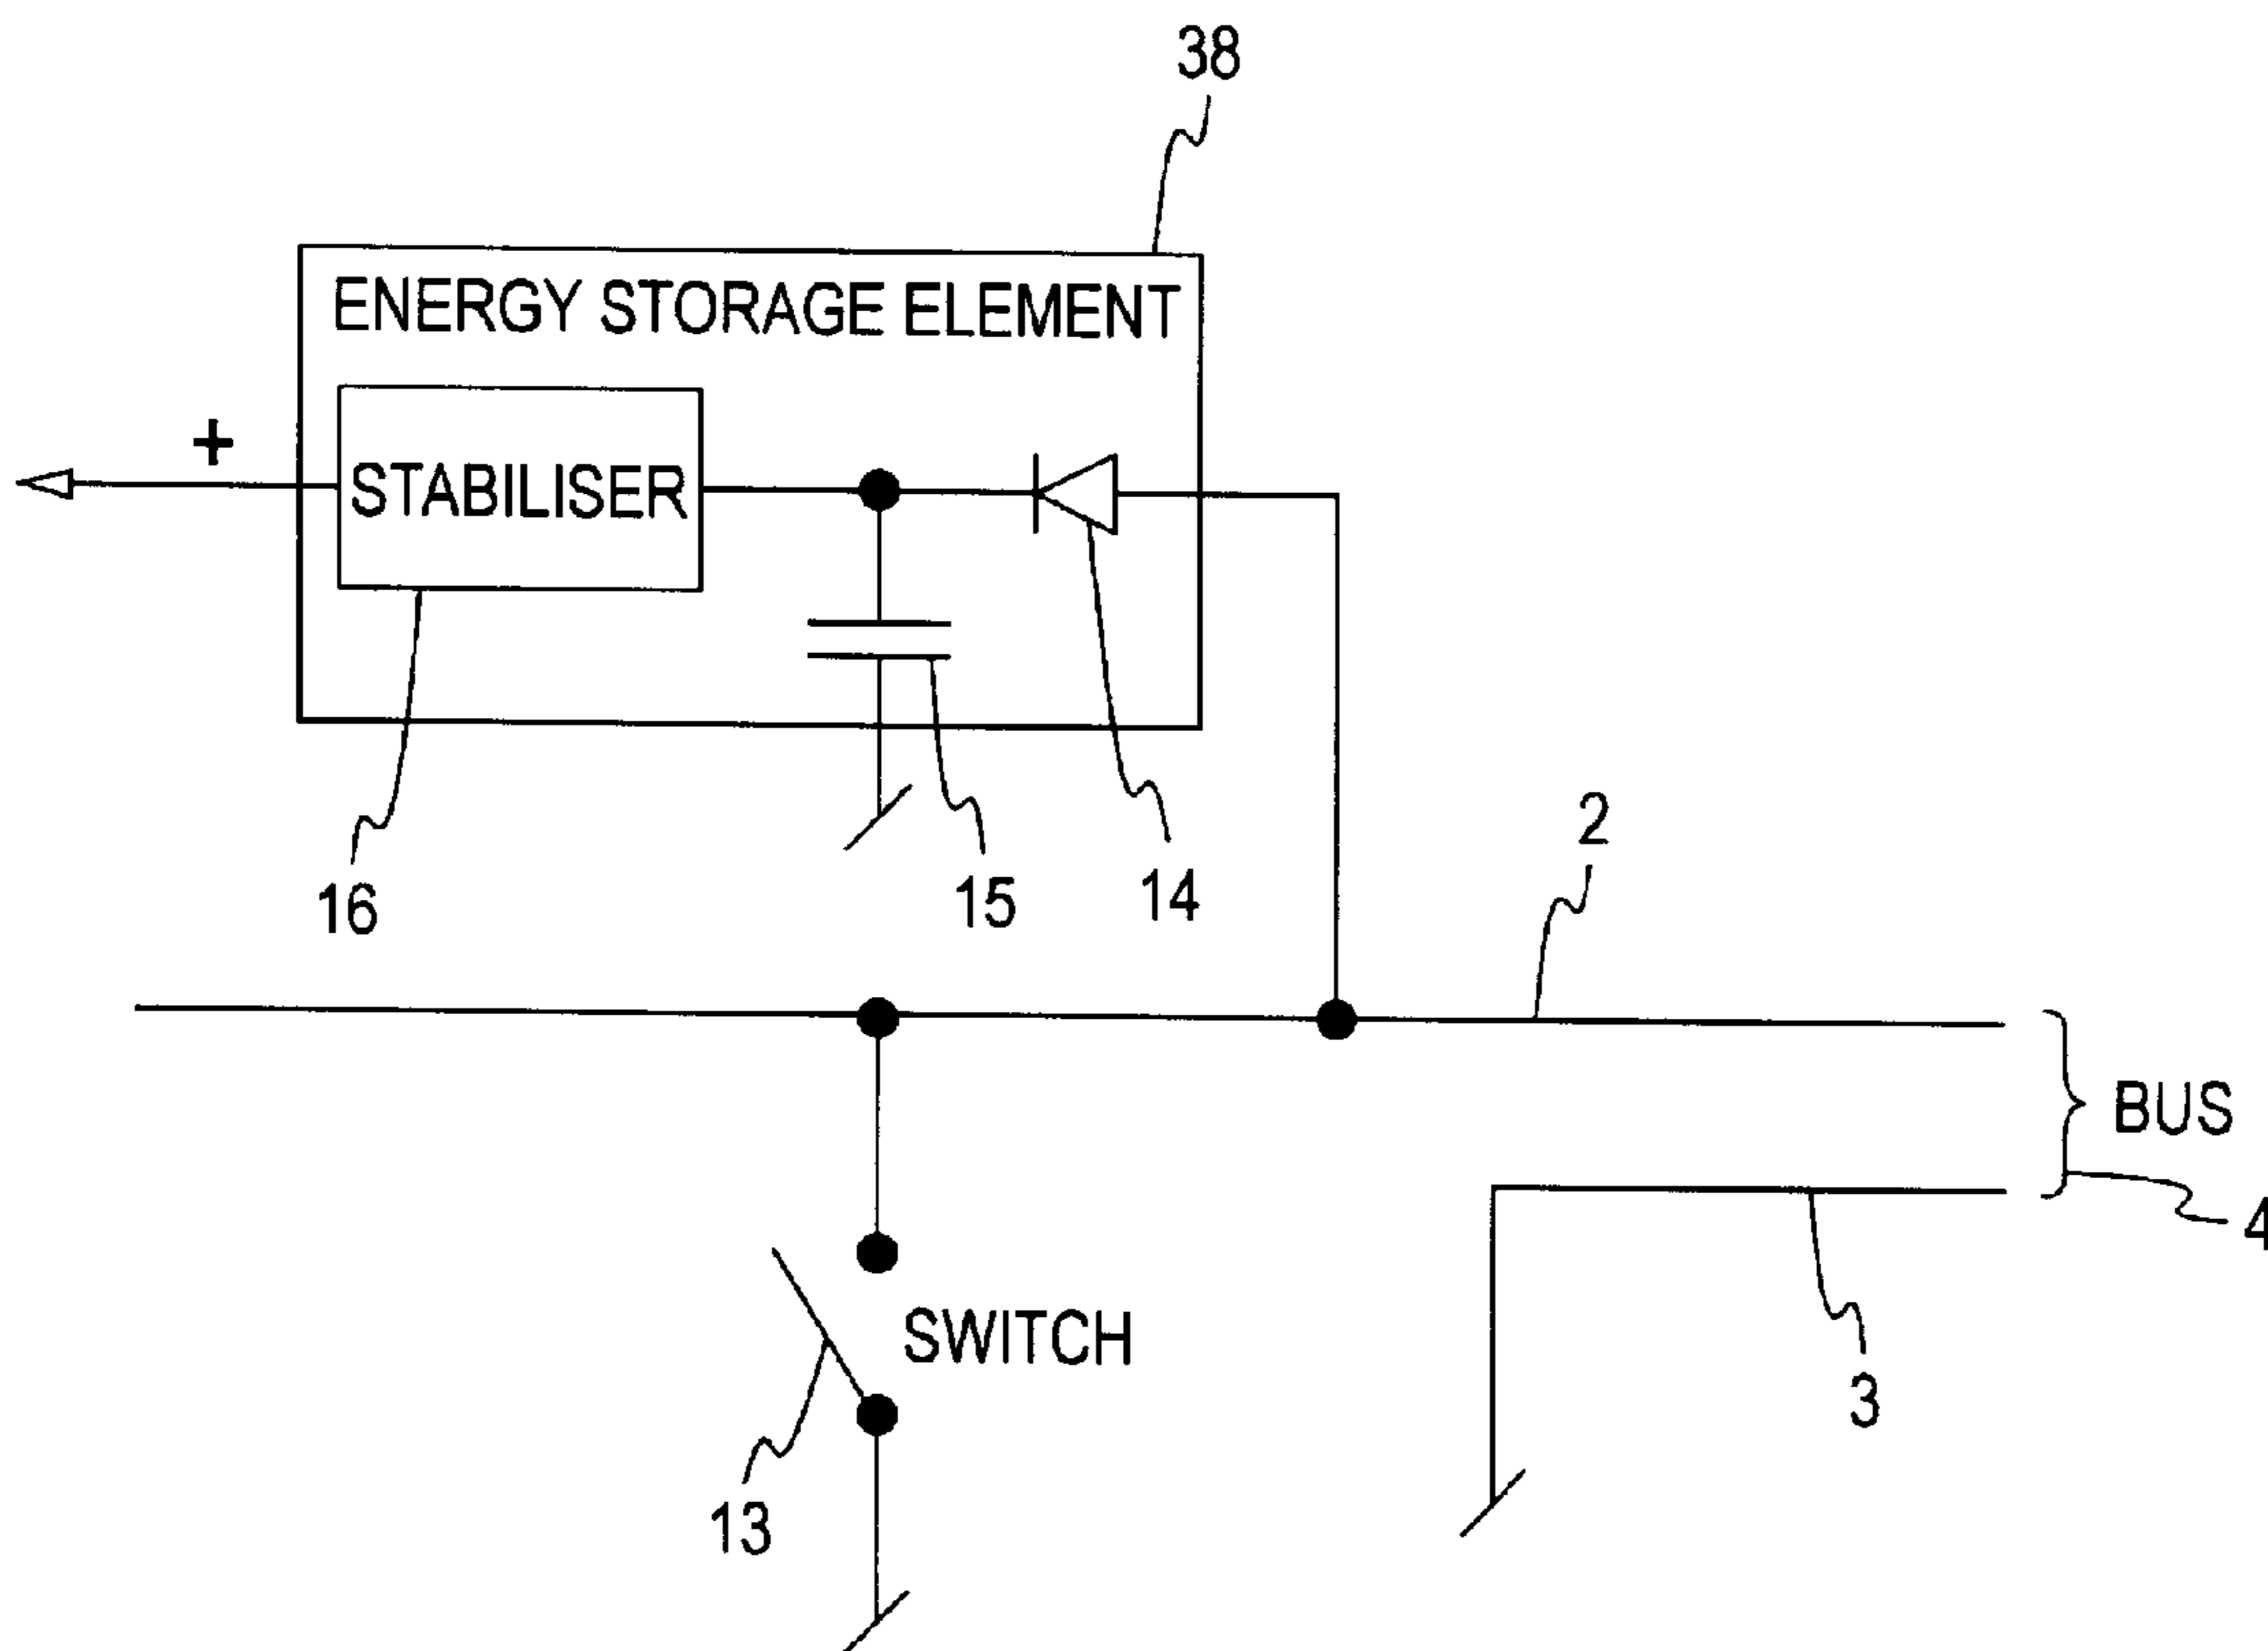 38
ENERGY STORAGE ELEMENT
+
STABILISER
2
16
15
14
BUS
4
SWITCH
3
13